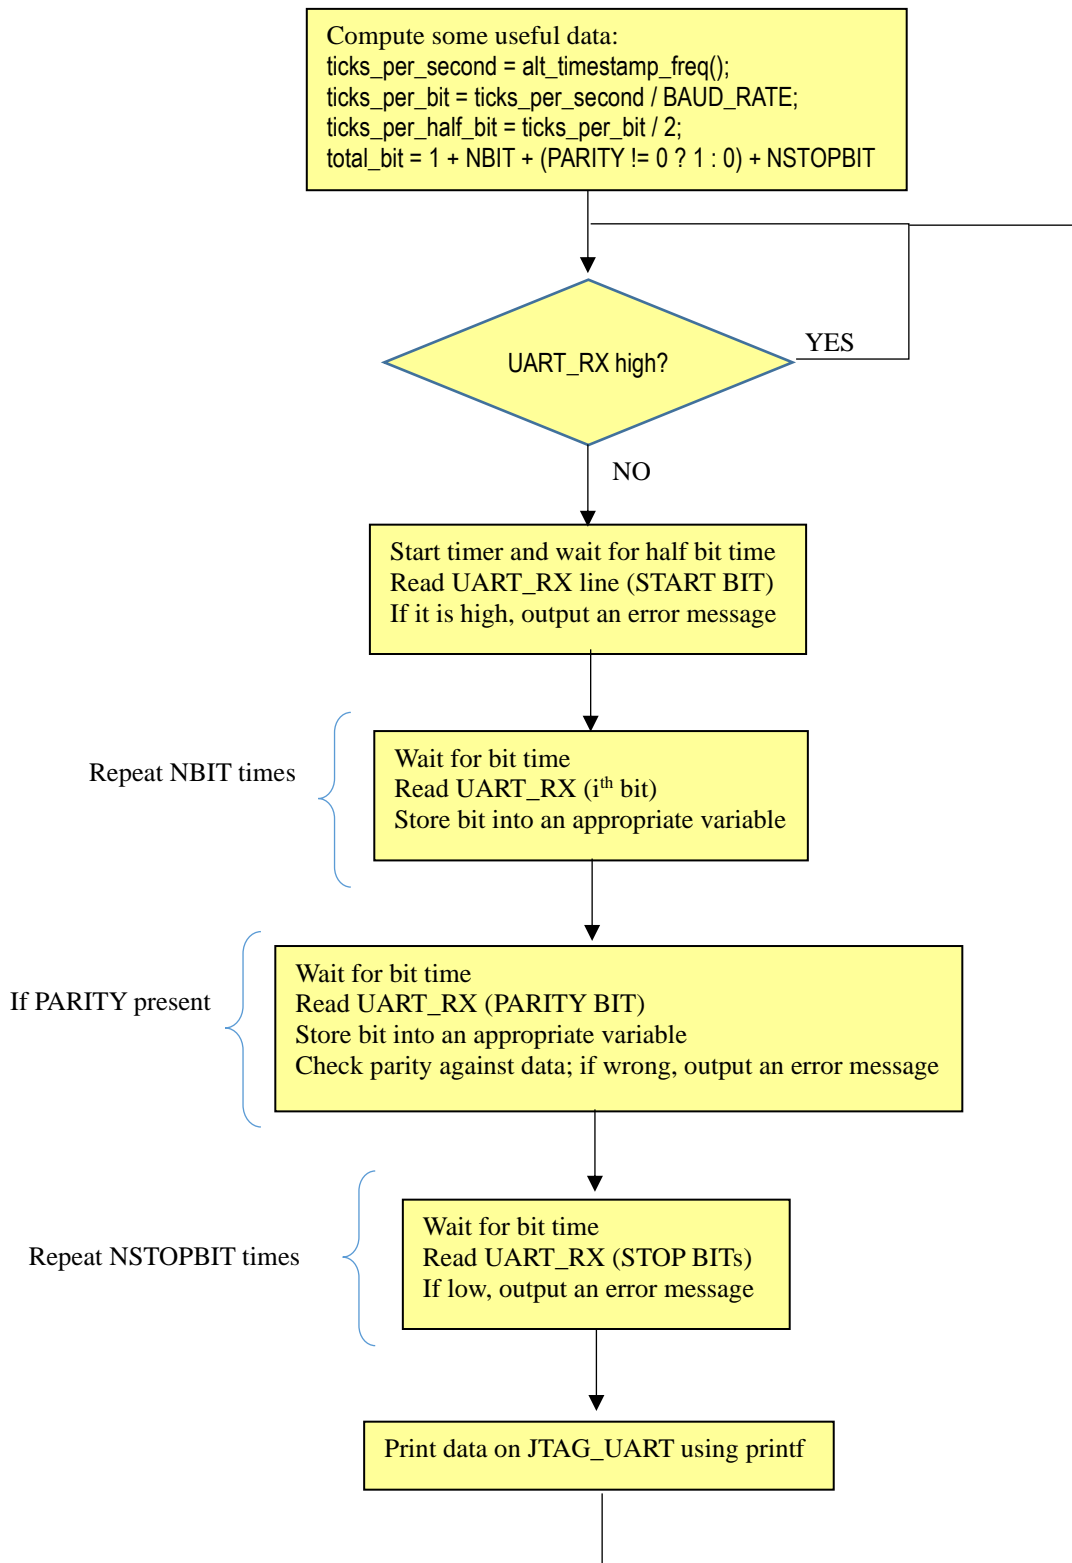 Compute some useful data:
ticks_per_second = alt_timestamp_freq();
ticks_per_bit = ticks_per_second / BAUD_RATE;
ticks_per_half_bit = ticks_per_bit / 2;
total_bit = 1 + NBIT + (PARITY != 0 ? 1 : 0) + NSTOPBIT
UART_RX high?
YES
NO
Start timer and wait for half bit time
Read UART_RX line (START BIT)
If it is high, output an error message
Repeat NBIT times
Wait for bit time
Read UART_RX (i^th bit)
Store bit into an appropriate variable
If PARITY present
Wait for bit time
Read UART_RX (PARITY BIT)
Store bit into an appropriate variable
Check parity against data; if wrong, output an error message
Repeat NSTOPBIT times
Wait for bit time
Read UART_RX (STOP BITs)
If low, output an error message
Print data on JTAG_UART using printf